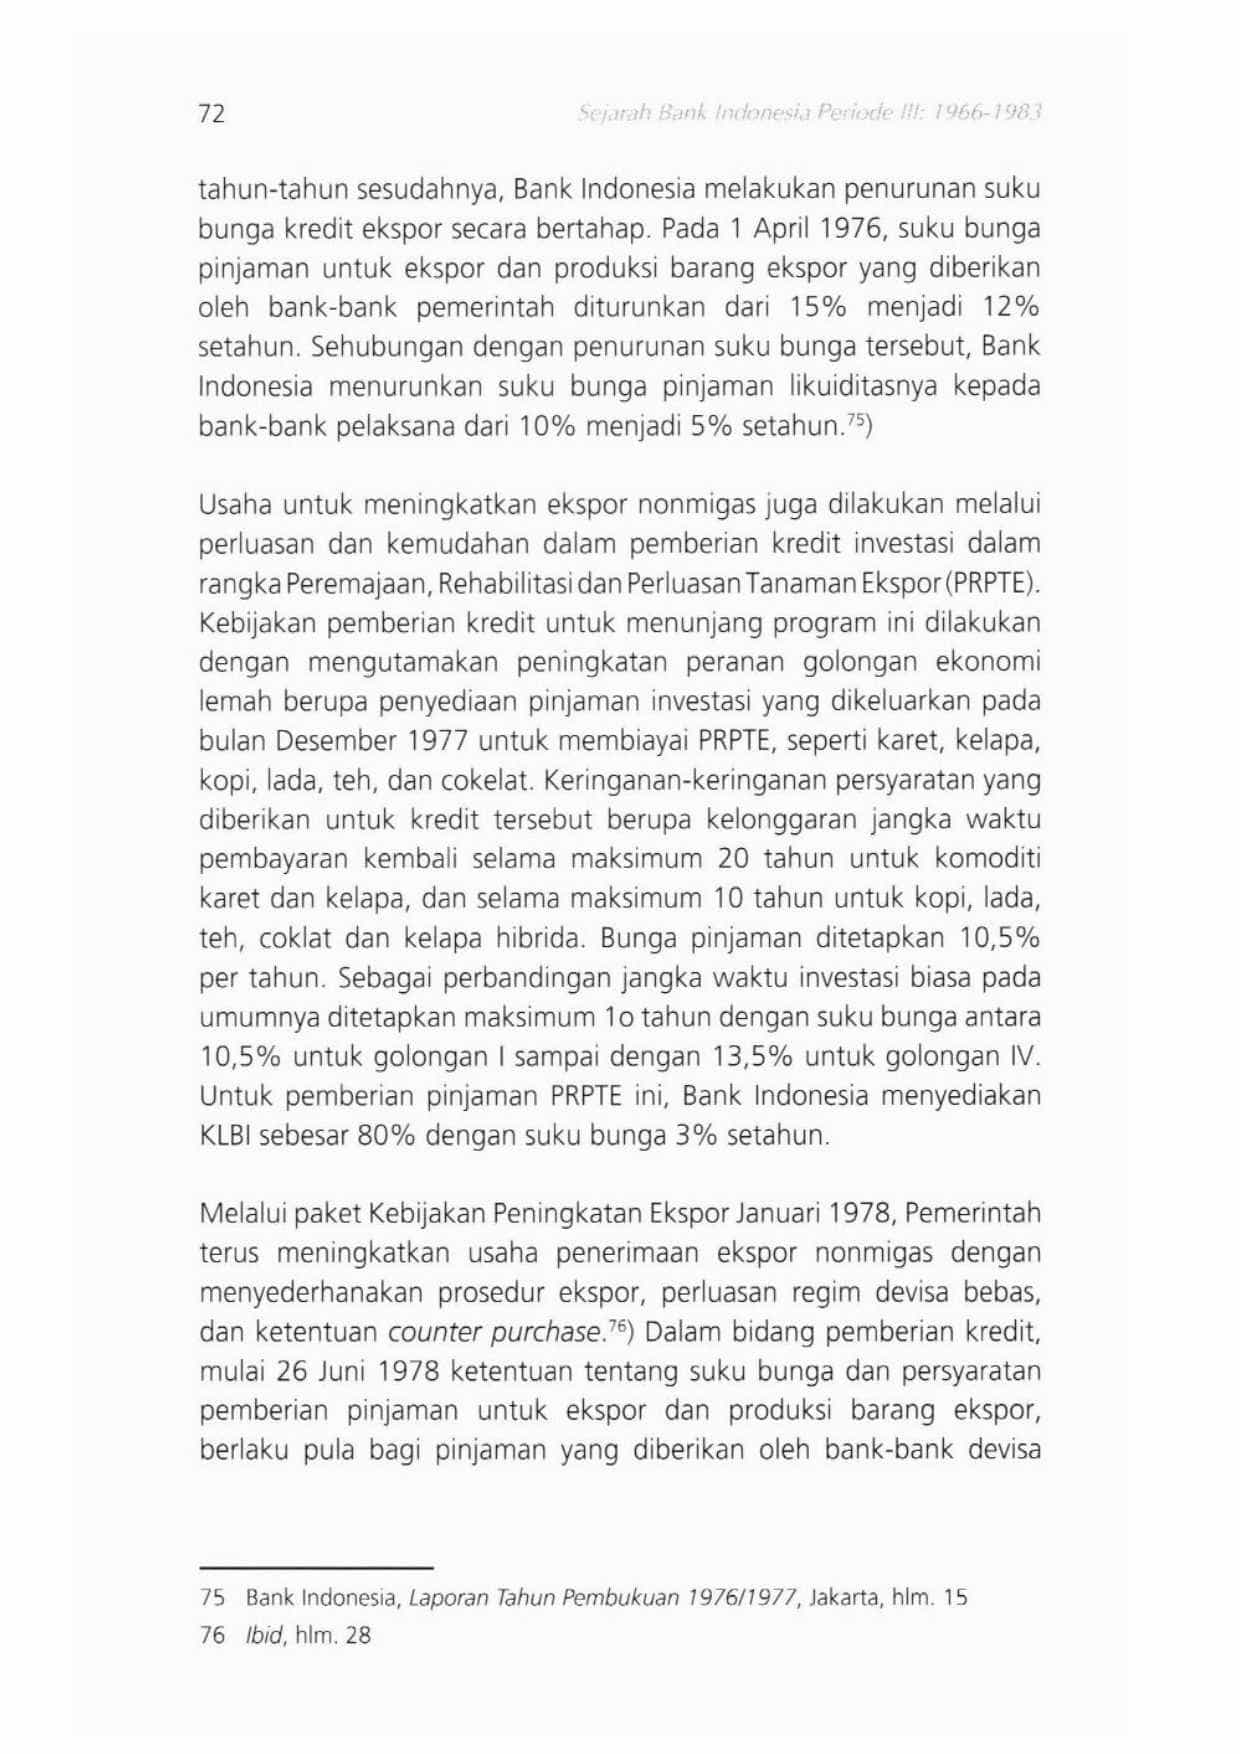 72
Sejarah Bank Indonesia Periode III: 1966-1983
tahun-tahun sesudahnya, Bank Indonesia melakukan penurunan suku
bunga kredit ekspor secara bertahap. Pada 1 April 1976, suku bunga
pinjaman untuk ekspor dan produksi barang ekspor yang diberikan
oleh bank-bank pemerintah diturunkan dari 15% menjadi 12%
setahun. Sehubungan dengan penurunan suku bunga tersebut, Bank
Indonesia menurunkan suku bunga pinjaman likuiditasnya kepada
bank-bank pelaksana dari 10% menjadi 5% setahun.⁷⁵)
Usaha untuk meningkatkan ekspor nonmigas juga dilakukan melalui
perluasan dan kemudahan dalam pemberian kredit investasi dalam
rangka Peremajaan, Rehabilitasi dan Perluasan Tanaman Ekspor (PRPTE).
Kebijakan pemberian kredit untuk menunjang program ini dilakukan
dengan mengutamakan peningkatan peranan golongan ekonomi
lemah berupa penyediaan pinjaman investasi yang dikeluarkan pada
bulan Desember 1977 untuk membiayai PRPTE, seperti karet, kelapa,
kopi, lada, teh, dan cokelat. Keringanan-keringanan persyaratan yang
diberikan untuk kredit tersebut berupa kelonggaran jangka waktu
pembayaran kembali selama maksimum 20 tahun untuk komoditi
karet dan kelapa, dan selama maksimum 10 tahun untuk kopi, lada,
teh, coklat dan kelapa hibrida. Bunga pinjaman ditetapkan 10,5%
per tahun. Sebagai perbandingan jangka waktu investasi biasa pada
umumnya ditetapkan maksimum 1o tahun dengan suku bunga antara
10,5% untuk golongan I sampai dengan 13,5% untuk golongan IV.
Untuk pemberian pinjaman PRPTE ini, Bank Indonesia menyediakan
KLBI sebesar 80% dengan suku bunga 3% setahun.
Melalui paket Kebijakan Peningkatan Ekspor Januari 1978, Pemerintah
terus meningkatkan usaha penerimaan ekspor nonmigas dengan
menyederhanakan prosedur ekspor, perluasan regim devisa bebas,
dan ketentuan counter purchase.⁷⁶) Dalam bidang pemberian kredit,
mulai 26 Juni 1978 ketentuan tentang suku bunga dan persyaratan
pemberian pinjaman untuk ekspor dan produksi barang ekspor,
berlaku pula bagi pinjaman yang diberikan oleh bank-bank devisa
75 Bank Indonesia, Laporan Tahun Pembukuan 1976/1977, Jakarta, hlm. 15
76 Ibid, hlm. 28